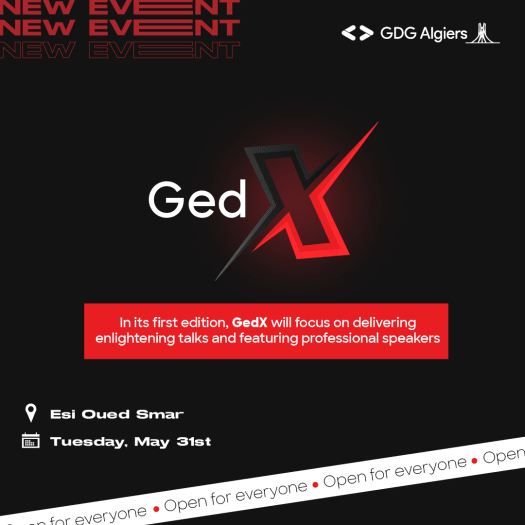 NEW EVENT
NEW EVENT
NEW EVENT
<> GDG Algiers
GedX
In its first edition, GedX will focus on delivering
enlightening talks and featuring professional speakers
Esi Oued Smar
Tuesday, May 31st
Open for everyone • Open for everyone • Open for everyone • Open